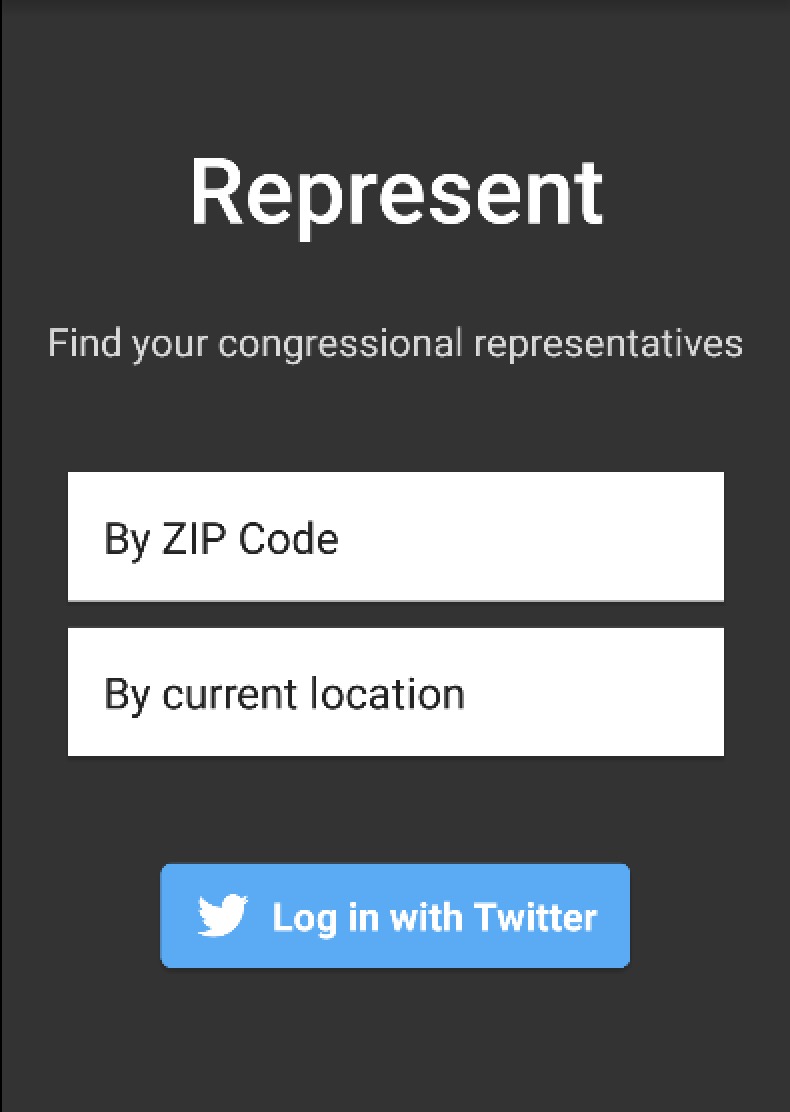 Represent
Find your congressional representatives
By ZIP Code
By current location
Log in with Twitter